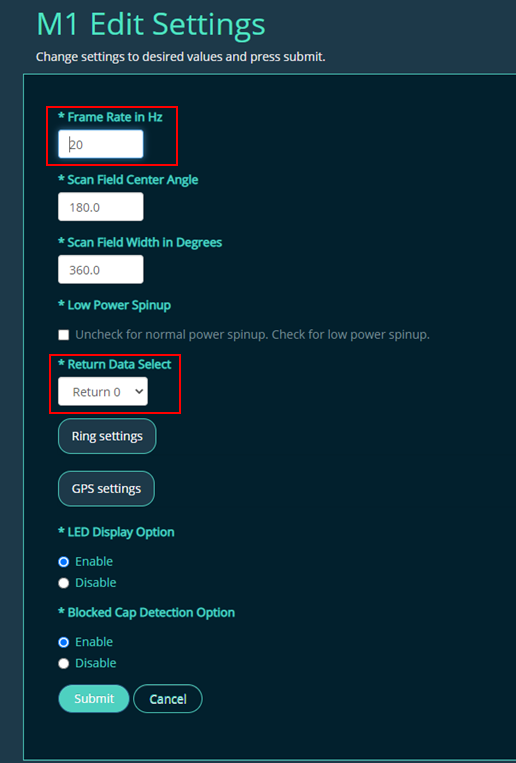 M1 Edit Settings
Change settings to desired values and press submit.
* Frame Rate in Hz
20
* Scan Field Center Angle
180.0
* Scan Field Width in Degrees
360.0
* Low Power Spinup
Uncheck for normal power spinup. Check for low power spinup.
* Return Data Select
Return 0
Ring settings
GPS settings
* LED Display Option
Enable
Disable
* Blocked Cap Detection Option
Enable
Disable
Submit Cancel